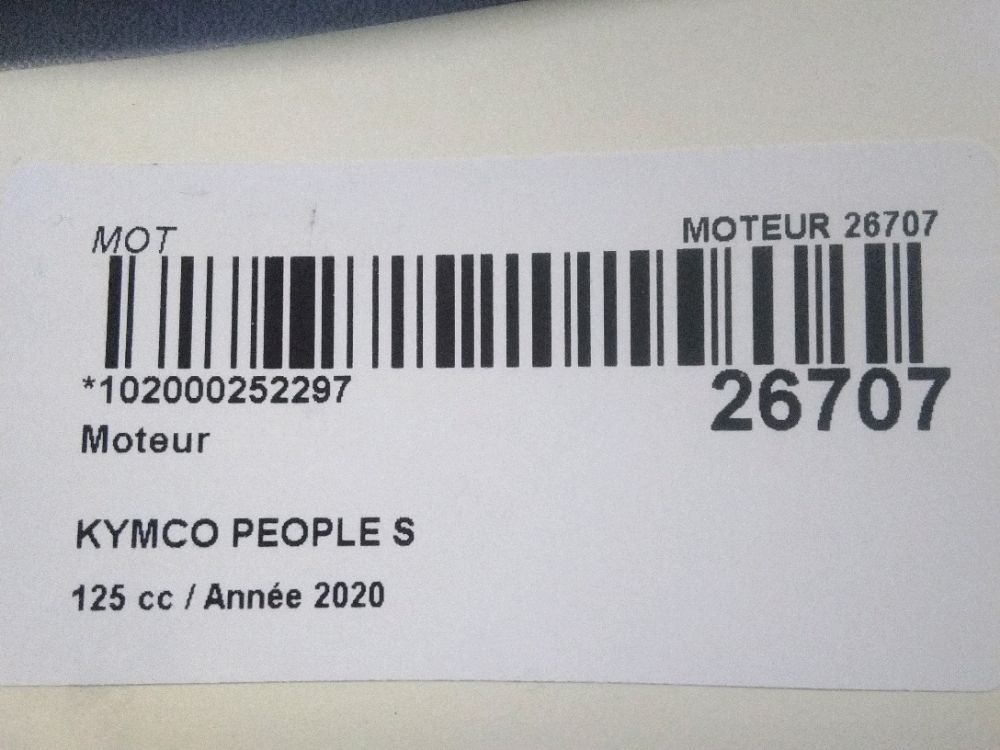 MOT
MOTEUR 26707
*102000252297
26707
Moteur
KYMCO PEOPLE S
125 cc / Année 2020